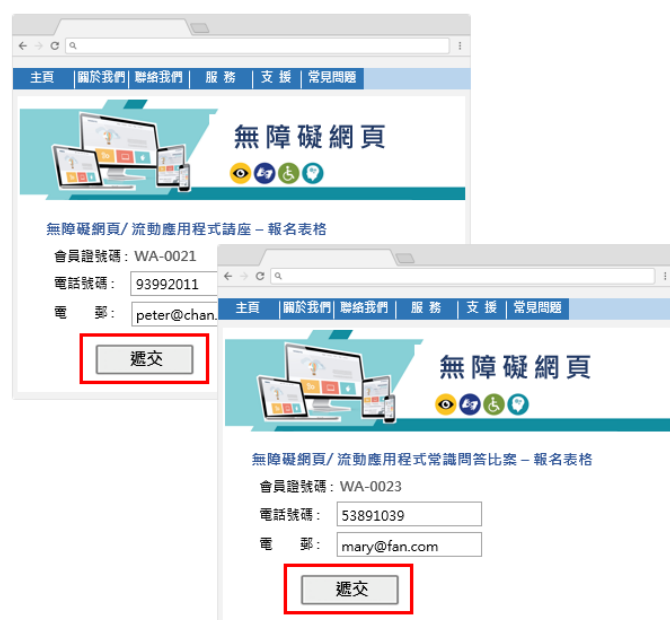 主頁 關於我們 聯絡我們 服務 支援 常見問題
無障礙網頁
無障礙網頁/ 流動應用程式講座 – 報名表格
會員證號碼 : WA-0021
電話號碼 : 93992011
電 郵 : peter@chan.
遞交
主頁 關於我們 聯絡我們 服務 支援 常見問題
無障礙網頁
無障礙網頁/ 流動應用程式常識問答比案 – 報名表格
會員證號碼 : WA-0023
電話號碼 : 53891039
電 郵 : mary@fan.com
遞交